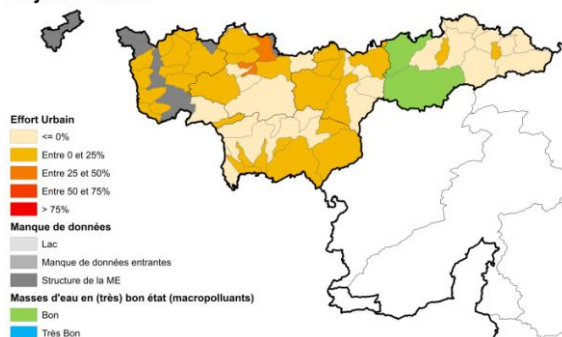 Effort Urbain
<= 0%
Entre 0 et 25%
Entre 25 et 50%
Entre 50 et 75%
> 75%
Manque de données
Lac
Manque de données entrantes
Structure de la ME
Masses d'eau en (très) bon état (macropolluants)
Bon
Très Bon